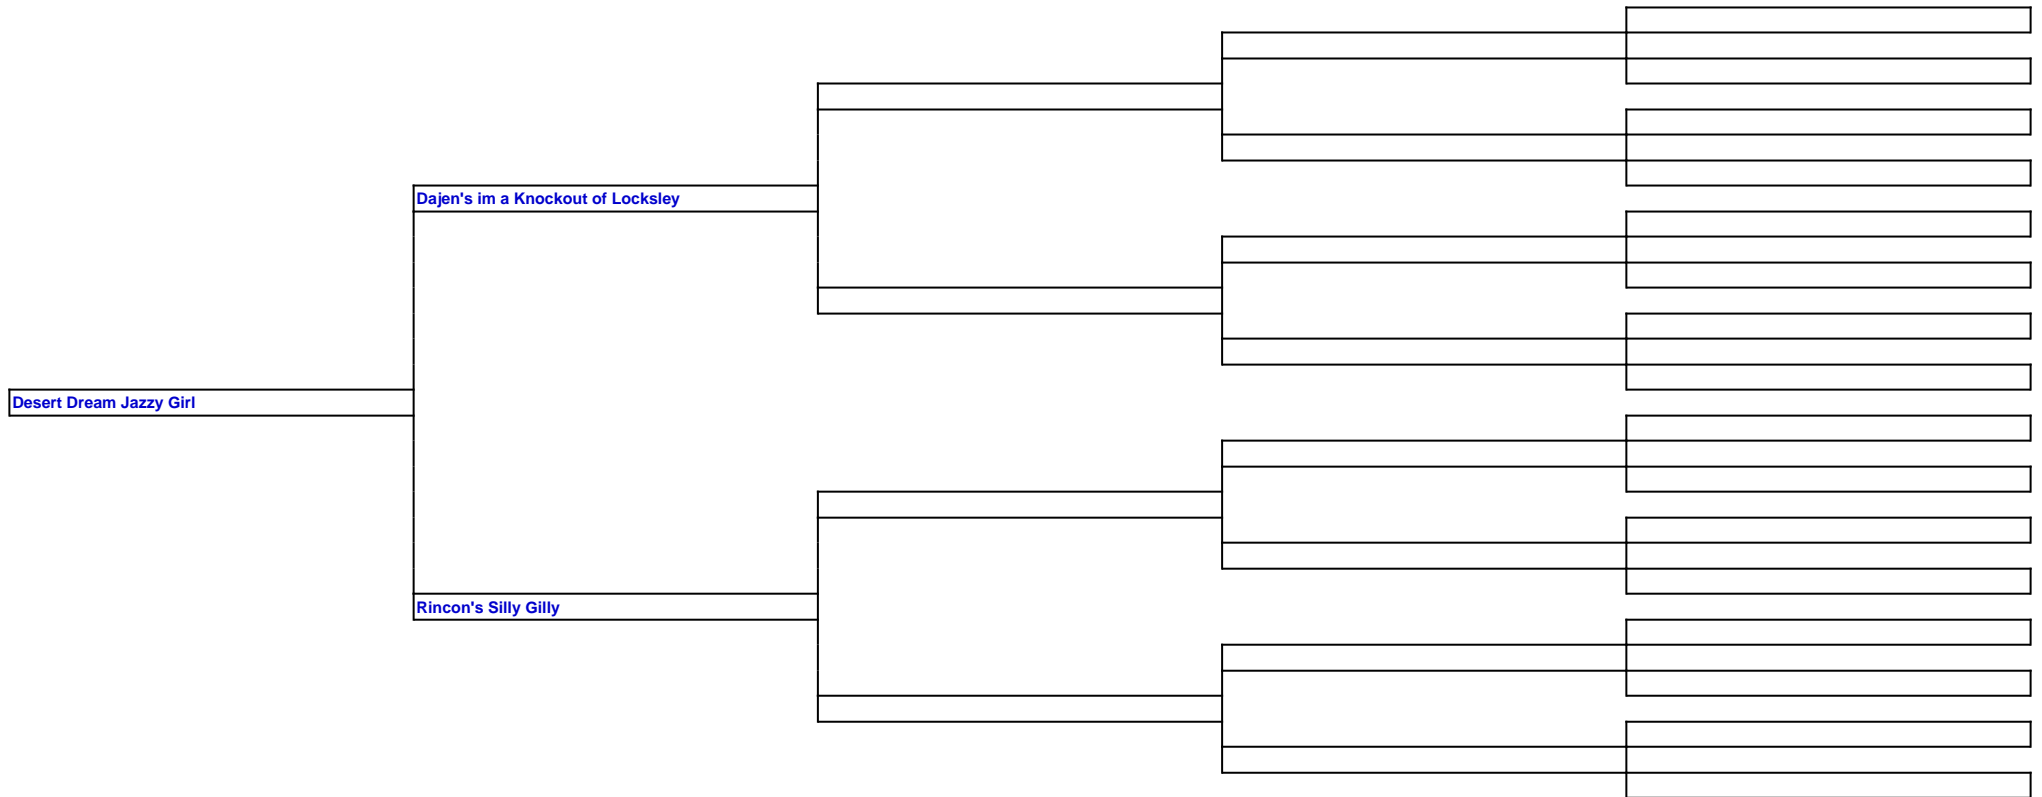 Dajen's im a Knockout of Locksley
Desert Dream Jazzy Girl
Rincon's Silly Gilly